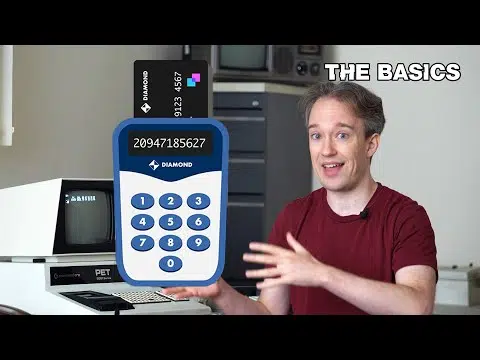 THE BASICS
DIAMOND
9123 4567
20947185627
DIAMOND
1 2 3
4 5 6
7 8 9
0
PET